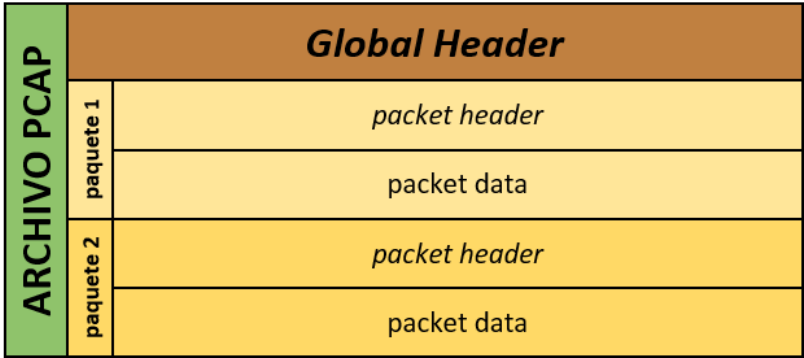 ARCHIVO PCAP
Global Header
paquete 1
packet header
packet data
paquete 2
packet header
packet data